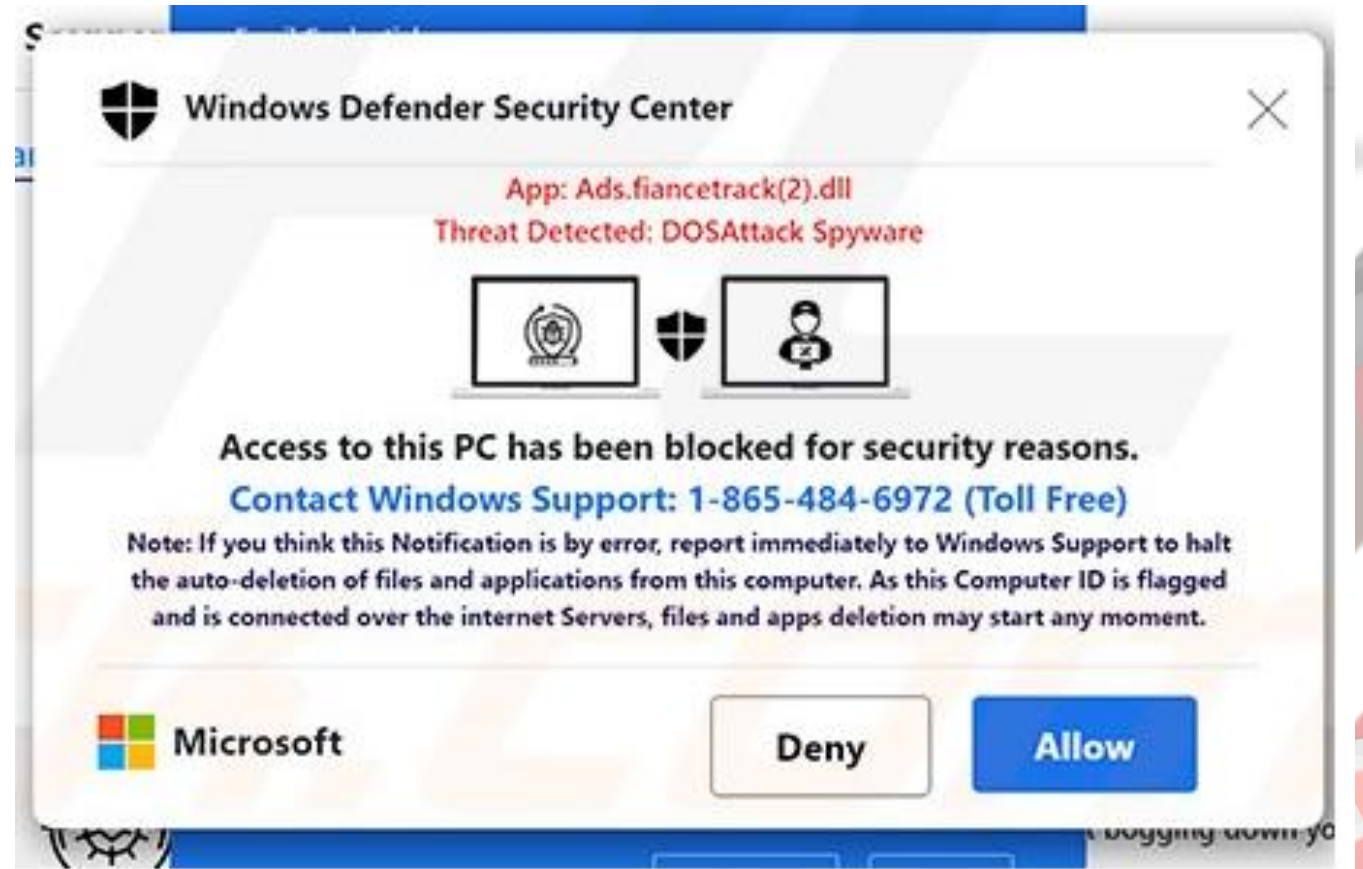 Windows Defender Security Center
App: Ads.fiancetrack(2).dll
Threat Detected: DOSAttack Spyware
Access to this PC has been blocked for security reasons.
Contact Windows Support: 1-865-484-6972 (Toll Free)
Note: If you think this Notification is by error, report immediately to Windows Support to halt
the auto-deletion of files and applications from this computer. As this Computer ID is flagged
and is connected over the internet Servers, files and apps deletion may start any moment.
Microsoft
Deny
Allow
bogging down yo